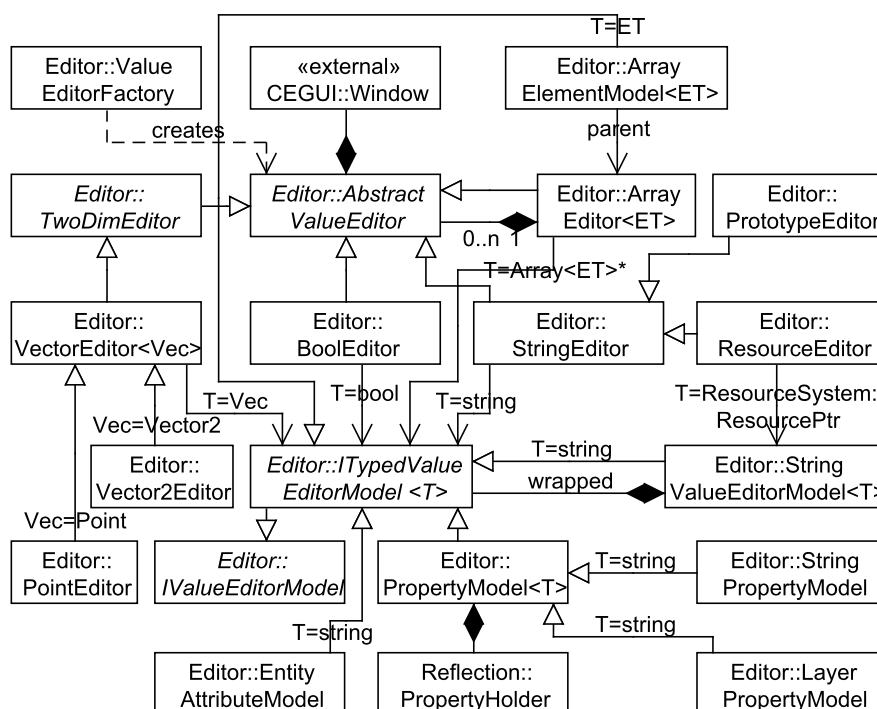 T=ET
Editor::Value
EditorFactory
«external»
CEGUI::Window
Editor::Array
ElementModel<ET>
creates
parent
Editor::
TwoDimEditor
Editor::Abstract
ValueEditor
Editor::Array
Editor<ET>
Editor::
PrototypeEditor
0..n 1
T=Array<ET>*
Editor::
VectorEditor<Vec>
Editor::
BoolEditor
Editor::
StringEditor
Editor::
ResourceEditor
T=Vec
T=bool
T=string
T=ResourceSystem:
ResourcePtr
Vec=Vector2
Editor::
Vector2Editor
Editor::ITypedValue
EditorModel <T>
T=string
wrapped
Editor::String
ValueEditorModel<T>
Vec=Point
Editor::
PointEditor
Editor::
IValueEditorModel
Editor::
PropertyModel<T>
T=string
Editor::String
PropertyModel
T=string
T=string
Editor::Entity
AttributeModel
Reflection::
PropertyHolder
Editor::Layer
PropertyModel